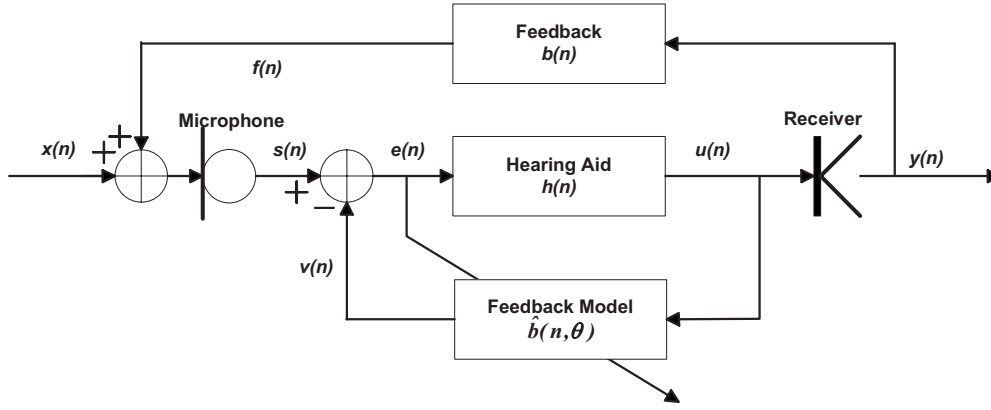 Feedback
b(n)
f(n)
Microphone
Receiver
x(n)
+
+
s(n)
e(n)
Hearing Aid
h(n)
u(n)
y(n)
+
−
v(n)
Feedback Model
b̂(n,θ)